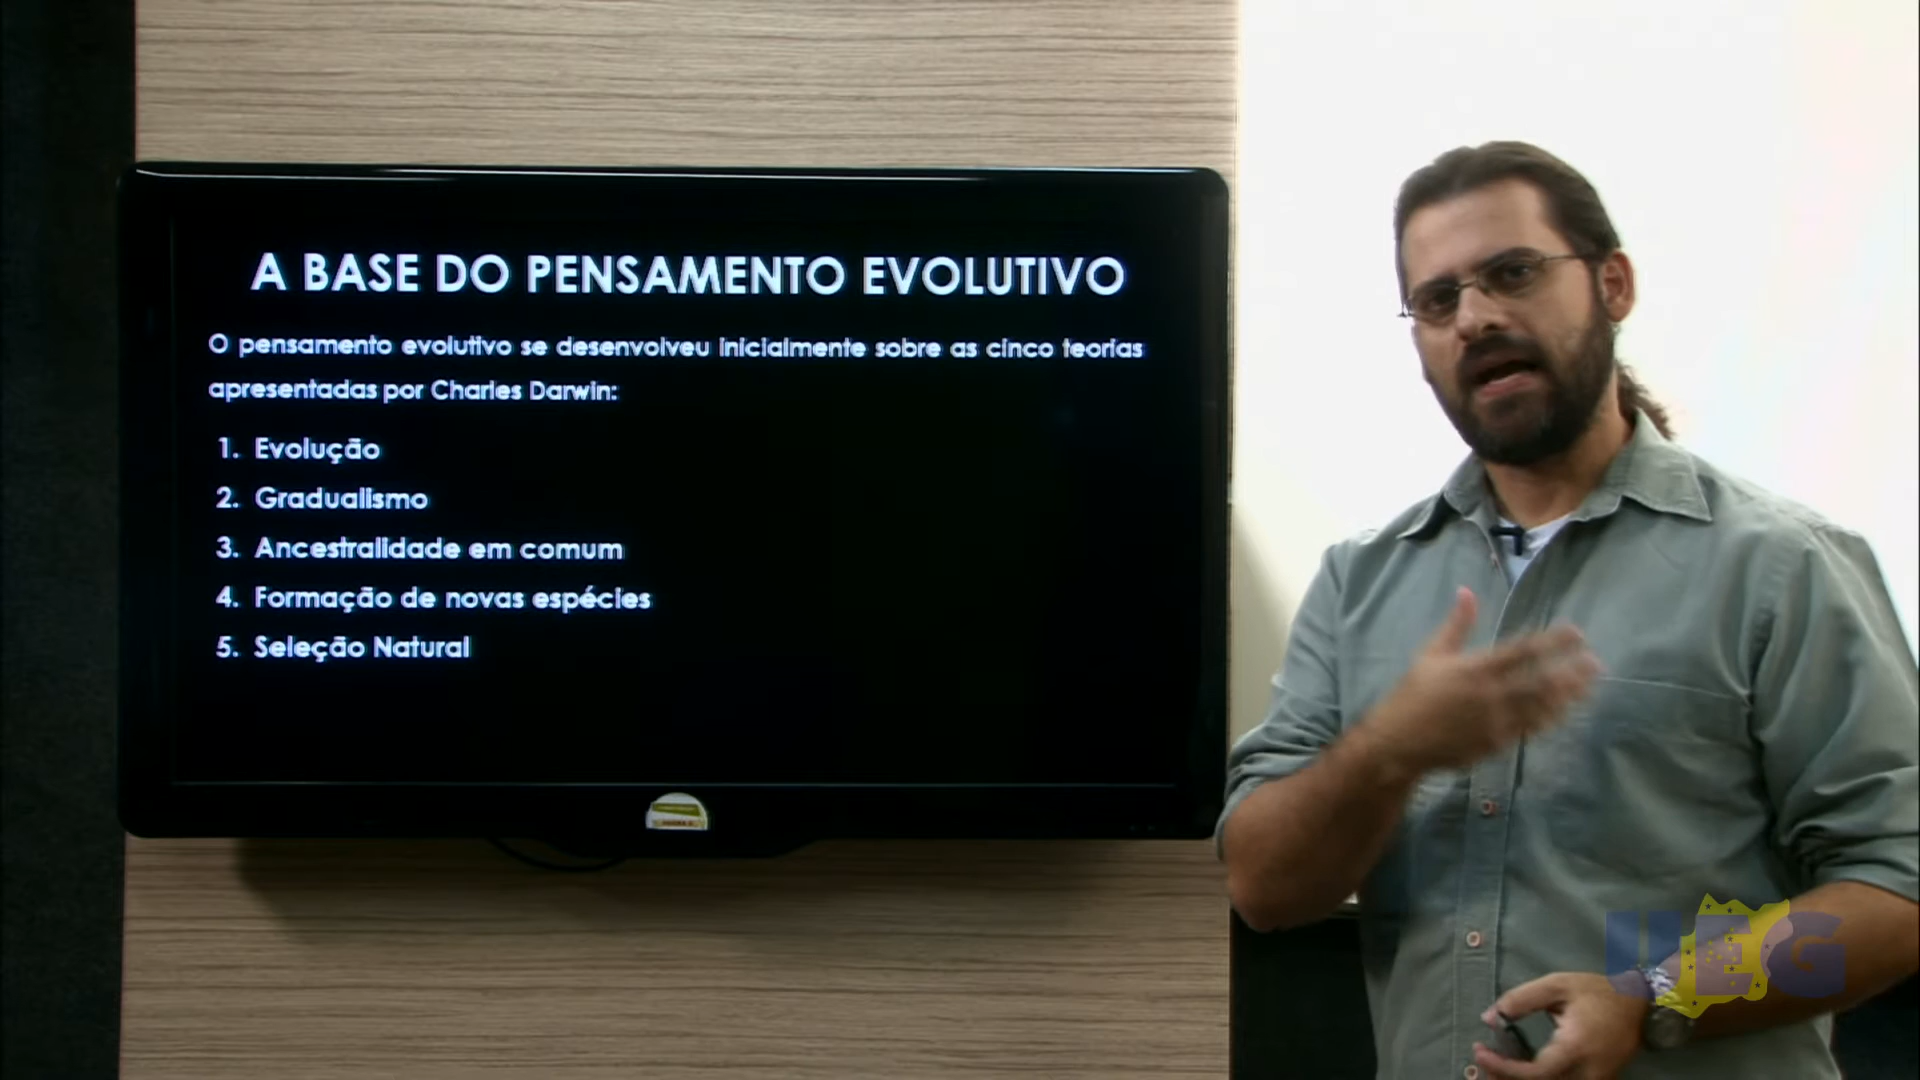 A BASE DO PENSAMENTO EVOLUTIVO
O pensamento evolutivo se desenvolveu inicialmente sobre as cinco teorias
apresentadas por Charles Darwin:
1. Evolução
2. Gradualismo
3. Ancestralidade em comum
4. Formação de novas espécies
5. Seleção Natural
UEG